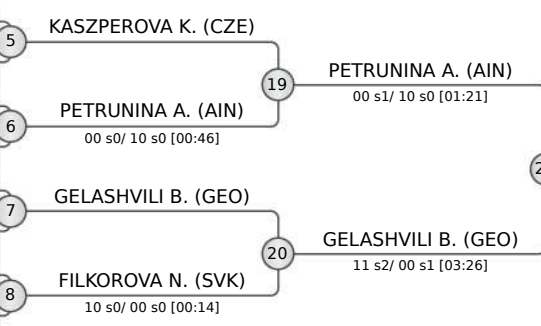 5
KASZPEROVA K. (CZE)
19
PETRUNINA A. (AIN)
00 s1/ 10 s0 [01:21]
6
PETRUNINA A. (AIN)
00 s0/ 10 s0 [00:46]
7
GELASHVILI B. (GEO)
20
GELASHVILI B. (GEO)
11 s2/ 00 s1 [03:26]
8
FILKOROVA N. (SVK)
10 s0/ 00 s0 [00:14]